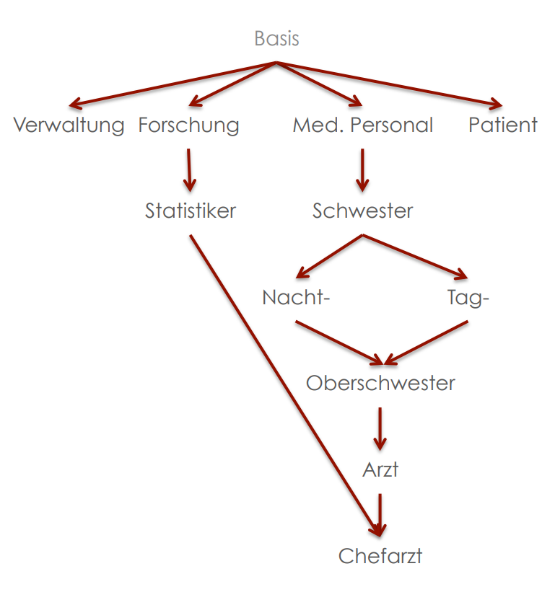 Basis
Verwaltung Forschung Med. Personal Patient
Statistiker Schwester
Nacht- Tag-
Oberschwester
Arzt
Chefarzt